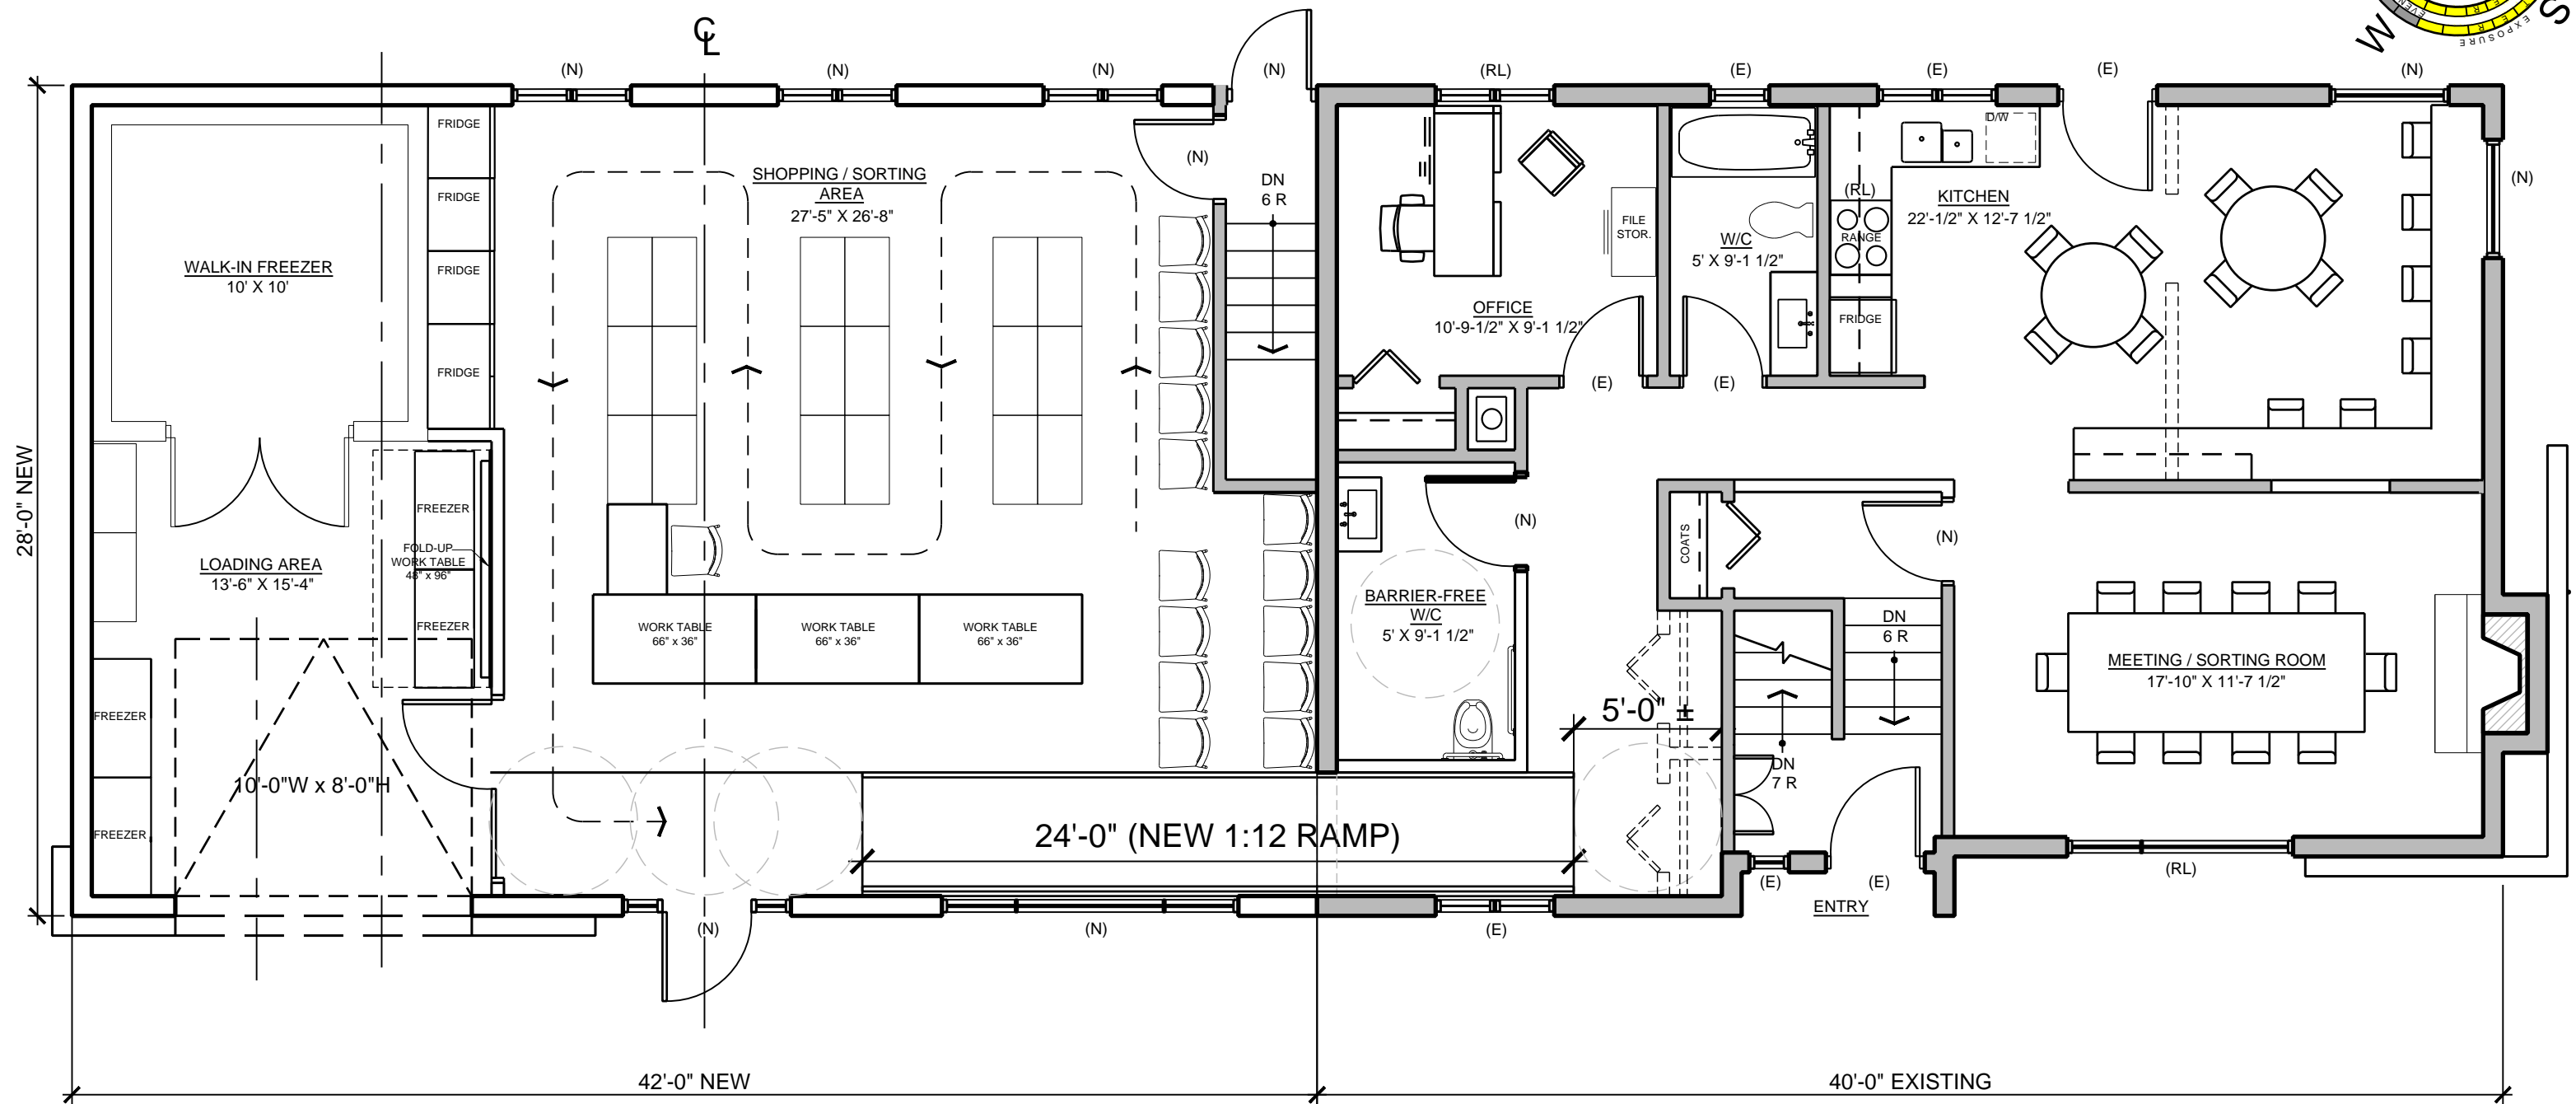 W
S
EVEN
EXPOSURE
℄
(N)
(N)
(N)
(N)
(RL)
(E)
(E)
(E)
(N)
FRIDGE
FRIDGE
FRIDGE
FRIDGE
SHOPPING / SORTING
AREA
27'-5" X 26'-8"
(N)
DN
6 R
WALK-IN FREEZER
10' X 10'
FILE
STOR.
OFFICE
10'-9-1/2" X 9'-1 1/2"
W/C
5' X 9'-1 1/2"
(RL)
RANGE
FRIDGE
D/W
KITCHEN
22'-1/2" X 12'-7 1/2"
(N)
(E)
(E)
28'-0" NEW
LOADING AREA
13'-6" X 15'-4"
FREEZER
FOLD-UP
WORK TABLE
48" x 96"
FREEZER
FREEZER
FREEZER
10'-0"W x 8'-0"H
WORK TABLE
66" x 36"
WORK TABLE
66" x 36"
WORK TABLE
66" x 36"
(N)
COATS
(N)
BARRIER-FREE
W/C
5' X 9'-1 1/2"
DN
6 R
MEETING / SORTING ROOM
17'-10" X 11'-7 1/2"
5'-0" ±
DN
7 R
24'-0" (NEW 1:12 RAMP)
(RL)
(E)
(E)
ENTRY
(N)
(N)
(E)
42'-0" NEW
40'-0" EXISTING